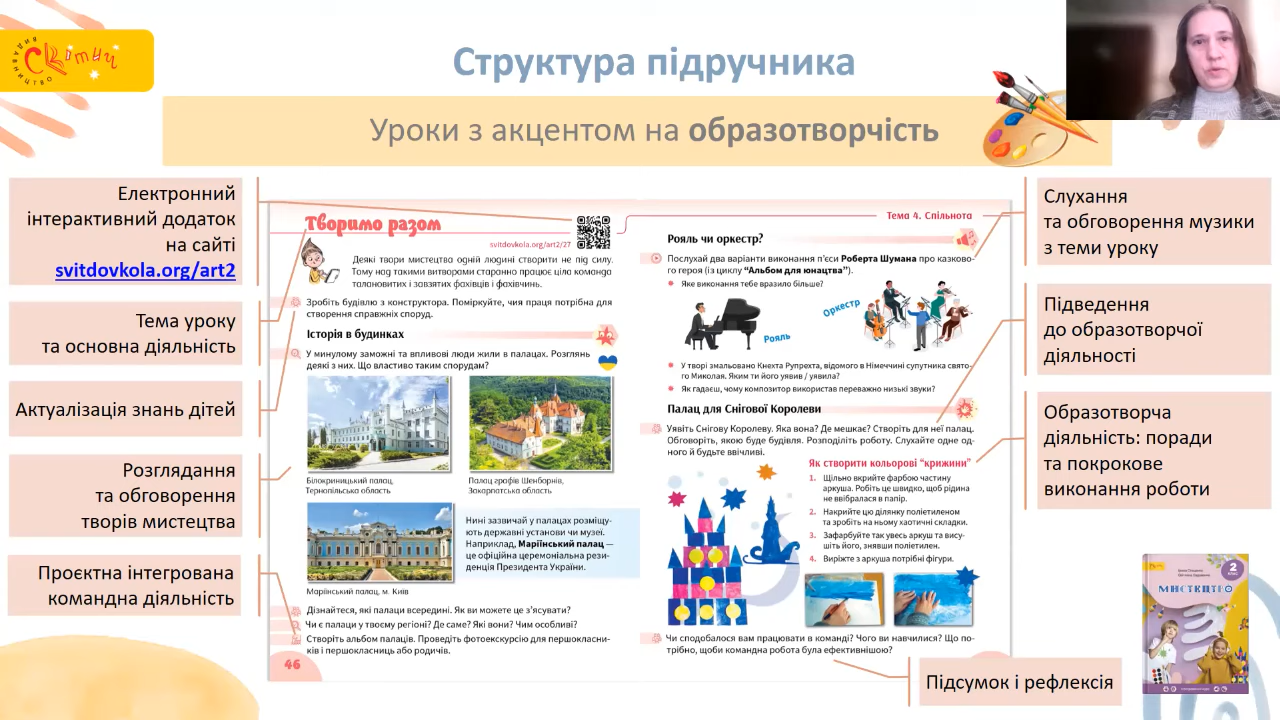 ВИДАВНИЦТВО
Світич
Структура підручника
Уроки з акцентом на образотворчість
Електронний
інтерактивний додаток
на сайті
svitdovkola.org/art2
Тема уроку
та основна діяльність
Актуалізація знань дітей
Розглядання
та обговорення
творів мистецтва
Проєктна інтегрована
командна діяльність
Творимо разом
svitdovkola.org/art2/27
Деякі твори мистецтва одній людині створити не під силу.
Тому над такими витворами старанно працює ціла команда
талановитих і завзятих фахівців і фахівчинь.
Зробіть будівлю з конструктора. Поміркуйте, чия праця потрібна для
створення справжніх споруд.
Історія в будинках
У минулому заможні та впливові люди жили в палацах. Розглянь
деякі з них. Що властиво таким спорудам?
Білокриницький палац,
Тернопільська область
Палац графів Шенборнів,
Закарпатська область
Нині зазвичай у палацах розміщу-
ють державні установи чи музеї.
Наприклад, Маріїнський палац —
це офіційна церемоніальна рези-
денція Президента України.
Маріїнський палац, м. Київ
Дізнайтеся, які палаци всередині. Як ви можете це з’ясувати?
Чи є палаци у твоєму регіоні? Де саме? Які вони? Чим особливі?
Створіть альбом палаців. Проведіть фотоекскурсію для першокласни-
ків і першокласниць або родичів.
46
Тема 4. Спільнота
Рояль чи оркестр?
Послухай два варіанти виконання п’єси Роберта Шумана про казково-
го героя (із циклу “Альбом для юнацтва”).
Яке виконання тебе вразило більше?
Рояль
Оркестр
У творі змальовано Кнехта Рупрехта, відомого в Німеччині супутника свято-
го Миколая. Яким ти його уявив / уявила?
Як гадаєш, чому композитор використав переважно низькі звуки?
Палац для Снігової Королеви
Уявіть Снігову Королеву. Яка вона? Де мешкає? Створіть для неї палац.
Обговоріть, якою буде будівля. Розподіліть роботу. Слухайте одне од-
ного й будьте ввічливі.
Як створити кольорові “крижини”
1. Щільно вкрийте фарбою частину
аркуша. Робіть це швидко, щоб рідина
не ввібралася в папір.
2. Накрийте цю ділянку поліетиленом
та зробіть на ньому хаотичні складки.
3. Зафарбуйте так увесь аркуш та вису-
шіть його, знявши поліетилен.
4. Виріжте з аркуша потрібні фігури.
Чи сподобалося вам працювати в команді? Чого ви навчилися? Що по-
трібно, щоби командна робота була ефективнішою?
Слухання
та обговорення музики
з теми уроку
Підведення
до образотворчої
діяльності
Образотворча
діяльність: поради
та покрокове
виконання роботи
Підсумок і рефлексія
2
МИСТЕЦТВО